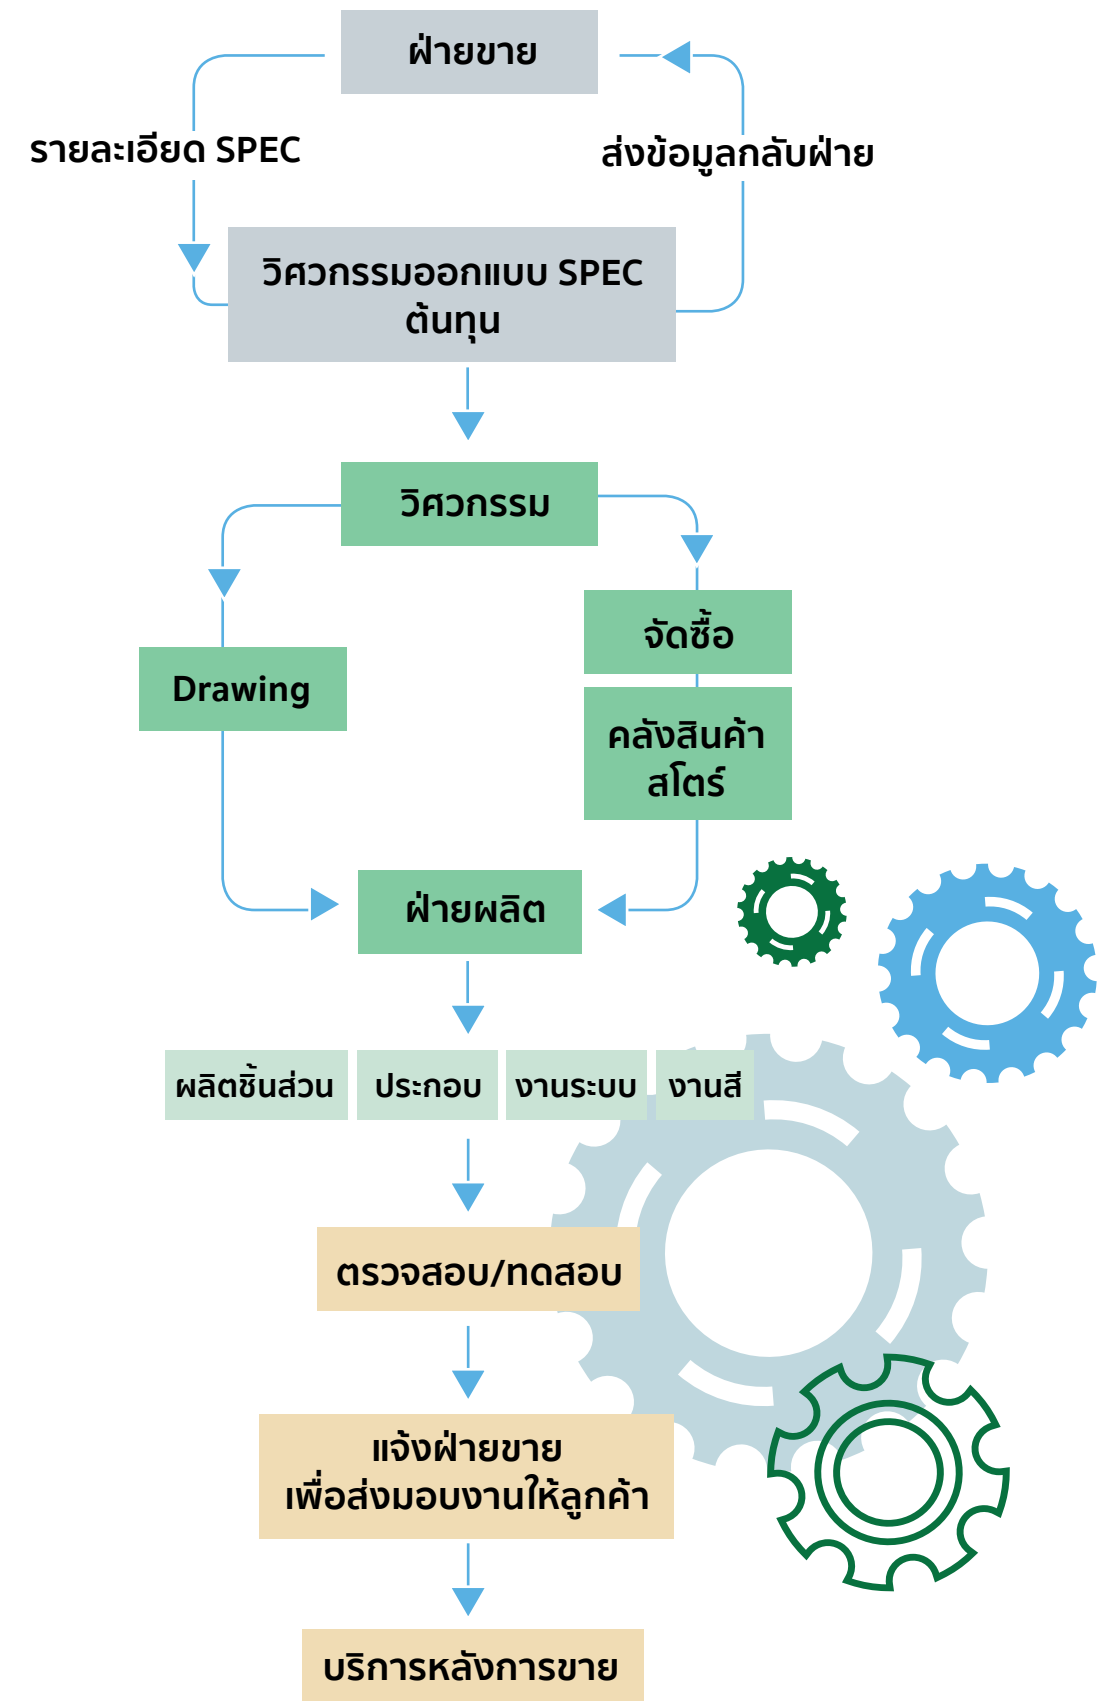 ฝ่ายขาย
รายละเอียด SPEC
ส่งข้อมูลกลับฝ่าย
วิศวกรรมออกแบบ SPEC
ต้นทุน
วิศวกรรม
จัดซื้อ
Drawing
คลังสินค้า
สโตร์
ฝ่ายผลิต
ผลิตชิ้นส่วน
ประกอบ
งานระบบ
งานสี
ตรวจสอบ/ทดสอบ
แจ้งฝ่ายขาย
เพื่อส่งมอบงานให้ลูกค้า
บริการหลังการขาย